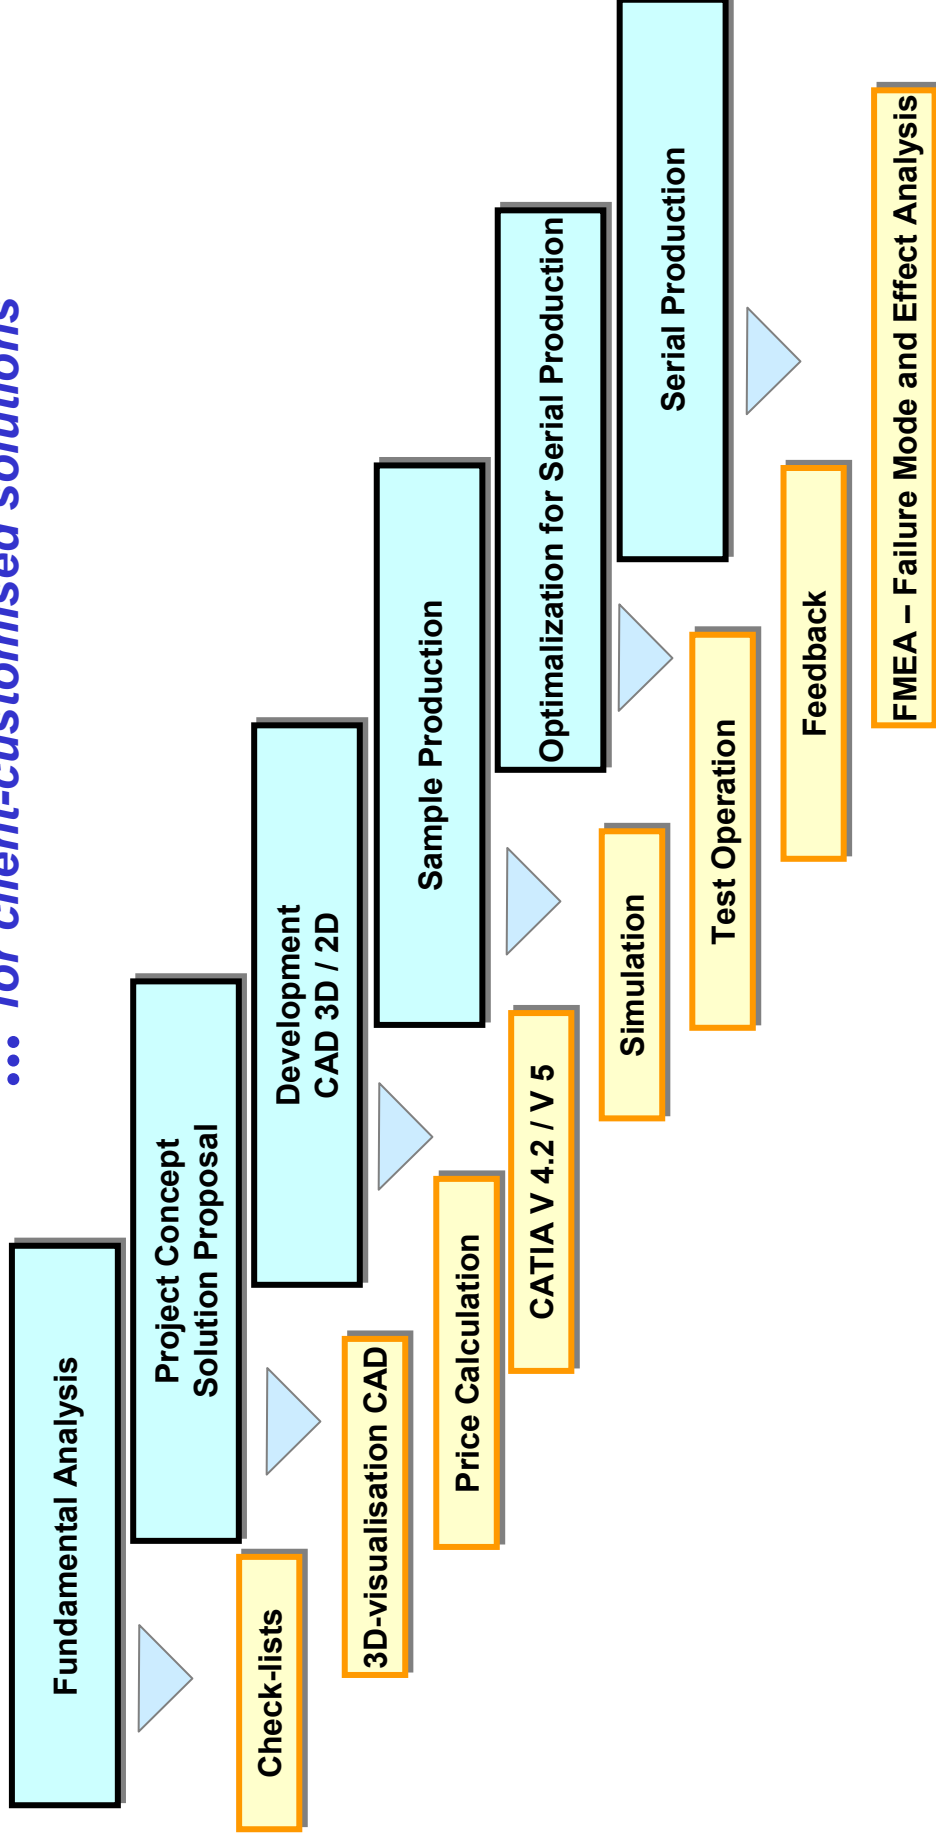 ... for client-customised solutions
Fundamental Analysis
Project Concept
Solution Proposal
Development
CAD 3D / 2D
Sample Production
Optimalization for Serial Production
Serial Production
Check-lists
3D-visualisation CAD
Price Calculation
CATIA V 4.2 / V 5
Simulation
Test Operation
Feedback
FMEA – Failure Mode and Effect Analysis